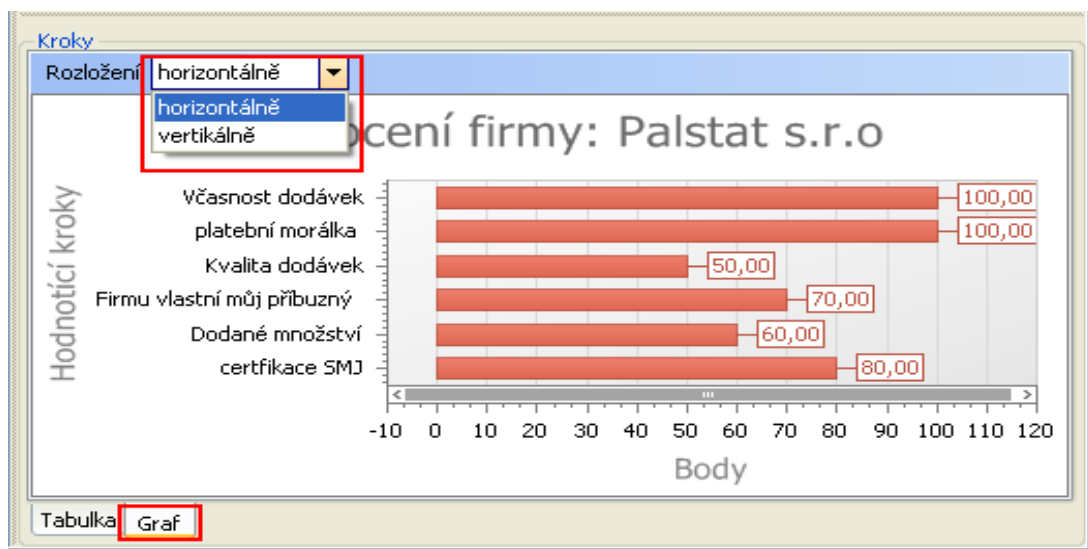 Kroky
Rozložení horizontálně
horizontálně
vertikálně
cení firmy: Palstat s.r.o
Hodnotící kroky
Včasnost dodávek 100,00
platební morálka 100,00
Kvalita dodávek 50,00
Firmu vlastní můj příbuzný 70,00
Dodané množství 60,00
certfikace SMJ 80,00
-10 0 10 20 30 40 50 60 70 80 90 100 110 120
Body
Tabulka Graf